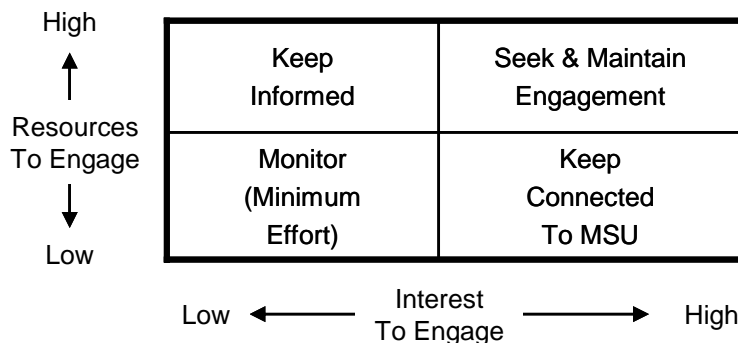 High
Resources
To Engage
Low
Keep
Informed
Seek & Maintain
Engagement
Monitor
(Minimum
Effort)
Keep
Connected
To MSU
Low
Interest
To Engage
High